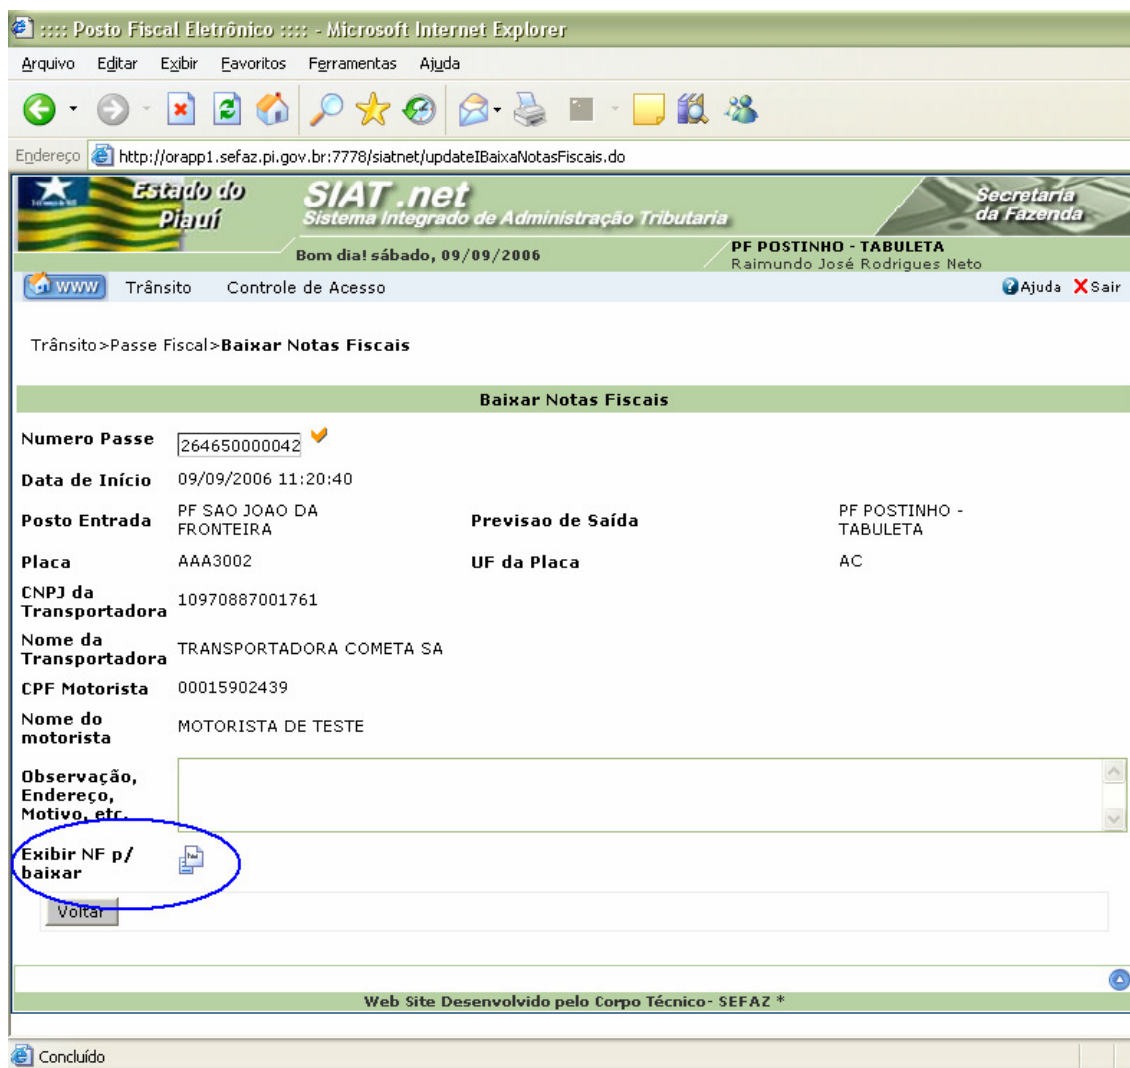 :::: Posto Fiscal Eletrônico :::: - Microsoft Internet Explorer
Arquivo Editar Exibir Favoritos Ferramentas Ajuda
Endereço http://orapp1.sefaz.pi.gov.br:7778/siatnet/updateIBaixaNotasFiscais.do
Estado do Piauí
SIAT .net
Sistema Integrado de Administração Tributaria
Secretaria da Fazenda
Bom dia! sábado, 09/09/2006
PF POSTINHO - TABULETA
Raimundo José Rodrigues Neto
www Trânsito Controle de Acesso Ajuda Sair
Trânsito>Passe Fiscal>Baixar Notas Fiscais
Baixar Notas Fiscais
Numero Passe 264650000042
Data de Início 09/09/2006 11:20:40
Posto Entrada PF SAO JOAO DA FRONTEIRA Previsao de Saída PF POSTINHO - TABULETA
Placa AAA3002 UF da Placa AC
CNPJ da Transportadora 10970887001761
Nome da Transportadora TRANSPORTADORA COMETA SA
CPF Motorista 00015902439
Nome do motorista MOTORISTA DE TESTE
Observação,
Endereço,
Motivo, etc.
Exibir NF p/
baixar
Voltar
Web Site Desenvolvido pelo Corpo Técnico- SEFAZ *
Concluído